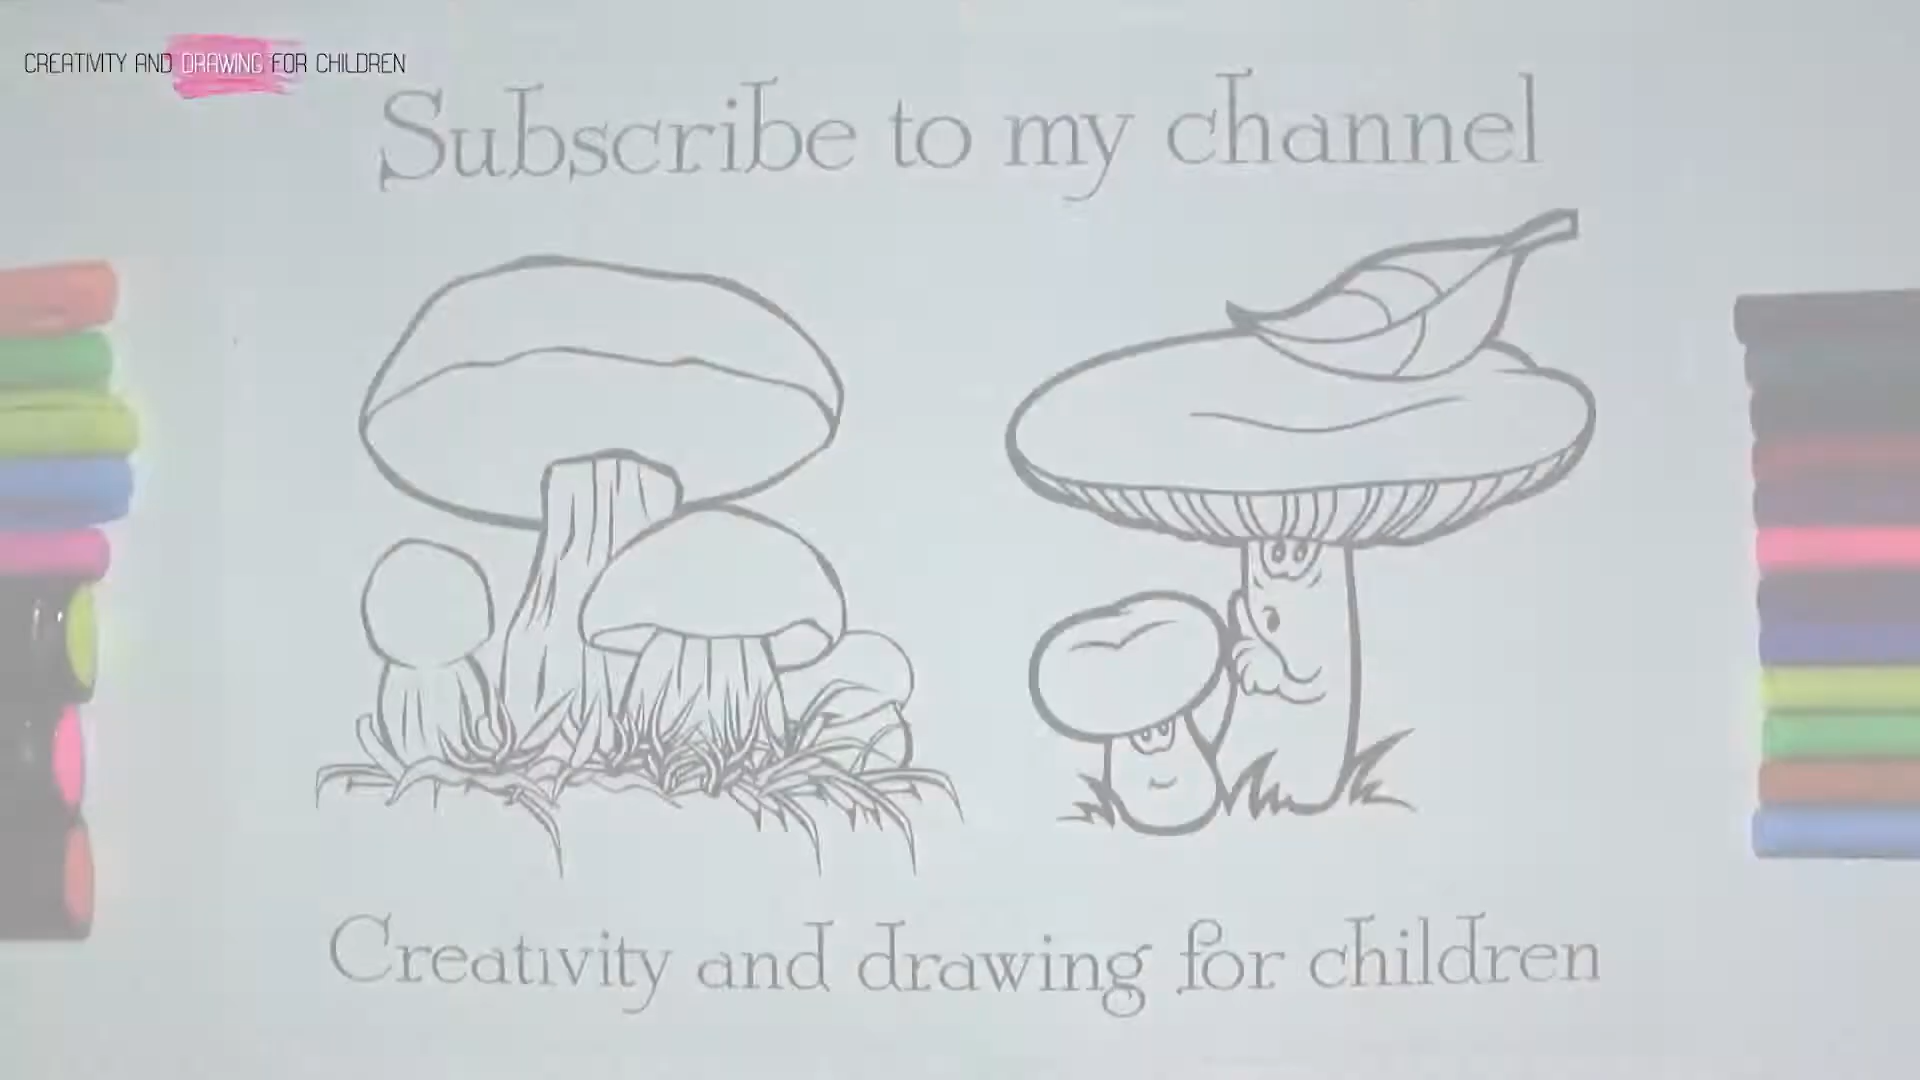 CREATIVITY AND DRAWING FOR CHILDREN
Subscribe to my channel
Creativity and drawing for children